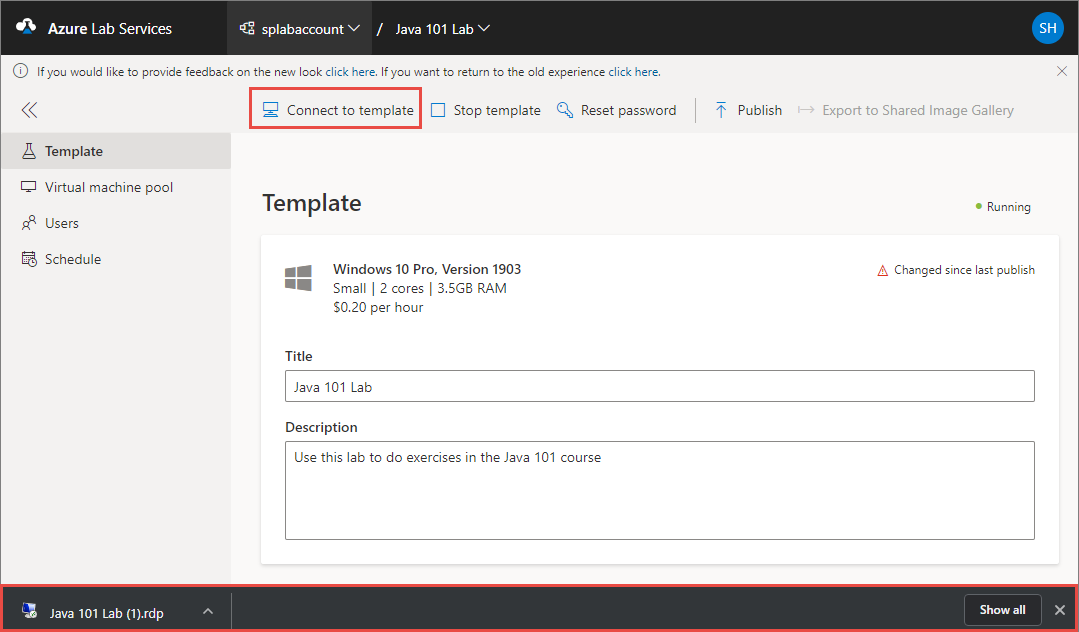 Azure Lab Services
splabaccount / Java 101 Lab
SH
If you would like to provide feedback on the new look click here. If you want to return to the old experience click here.
Connect to template
Stop template
Reset password
Publish
Export to Shared Image Gallery
Template
Virtual machine pool
Users
Schedule
Template
Running
Windows 10 Pro, Version 1903
Small | 2 cores | 3.5GB RAM
$0.20 per hour
Changed since last publish
Title
Java 101 Lab
Description
Use this lab to do exercises in the Java 101 course
Java 101 Lab (1).rdp
Show all